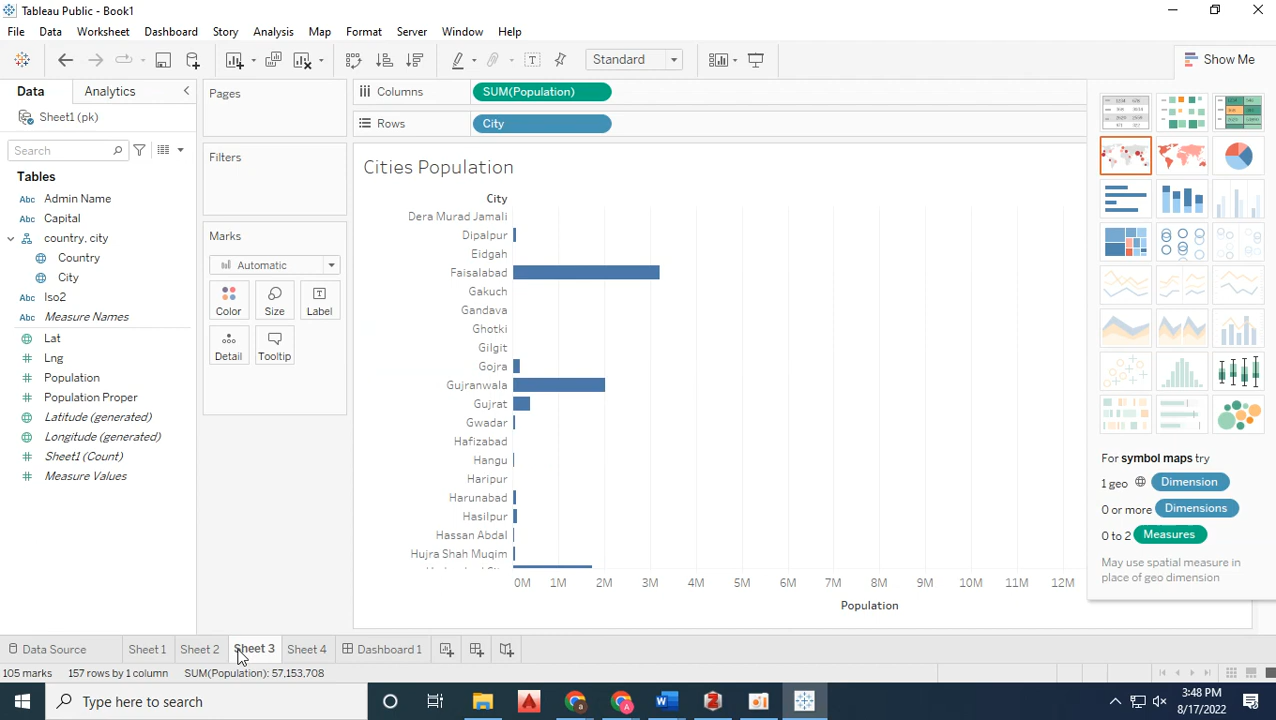 Tableau Public - Book1
File Data Worksheet Dashboard Story Analysis Map Format Server Window Help
Standard
Show Me
Data Analytics
Sheet1 (pk)
Search
Tables
Abc Admin Name
Abc Capital
country, city
Country
City
Abc Iso2
Abc Measure Names
Lat
Lng
Population
Population Proper
Latitude (generated)
Longitude (generated)
Sheet1 (Count)
Measure Values
Pages
Filters
Marks
Automatic
Color Size Label
Detail Tooltip
Columns SUM(Population)
Rows City
Cities Population
City
Dera Murad Jamali
Dipalpur
Eidgah
Faisalabad
Gakuch
Gandava
Ghotki
Gilgit
Gojra
Gujranwala
Gujrat
Gwadar
Hafizabad
Hangu
Haripur
Harunabad
Hasilpur
Hassan Abdal
Hujra Shah Muqim
0M 1M 2M 3M 4M 5M 6M 7M 8M 9M 10M 11M 12M
Population
For symbol maps try
1 geo Dimension
0 or more Dimensions
0 to 2 Measures
May use spatial measure in
place of geo dimension
Data Source Sheet 1 Sheet 2 Sheet 3 Sheet 4 Dashboard 1
105 marks 157 rows by 1 column SUM(Population): 57,153,708
Type here to search
3:48 PM
8/17/2022